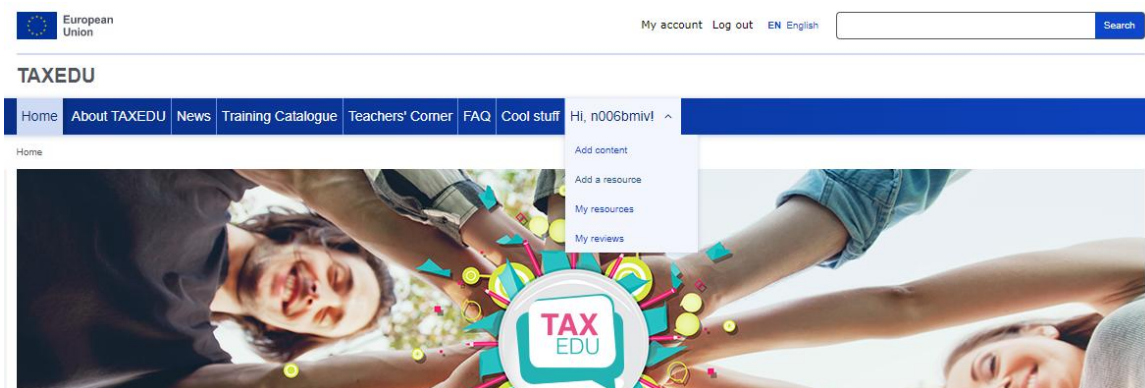 European
Union
My account Log out EN English
Search
TAXEDU
Home About TAXEDU News Training Catalogue Teachers' Corner FAQ Cool stuff Hi, n006bmiv!
Home
Add content
Add a resource
My resources
My reviews
TAX
EDU